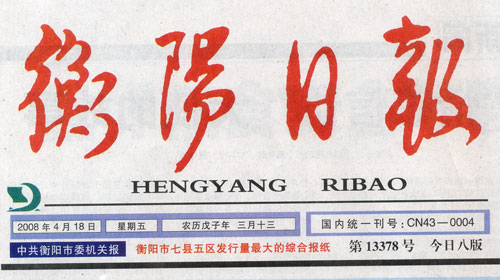 衡陽日報
HENGYANG RIBAO
2008年4月18日 星期五 农历戊子年 三月十三 国内统一刊号:CN43-0004
中共衡阳市委机关报 衡阳市七县五区发行量最大的综合报纸 第13378号 今日八版